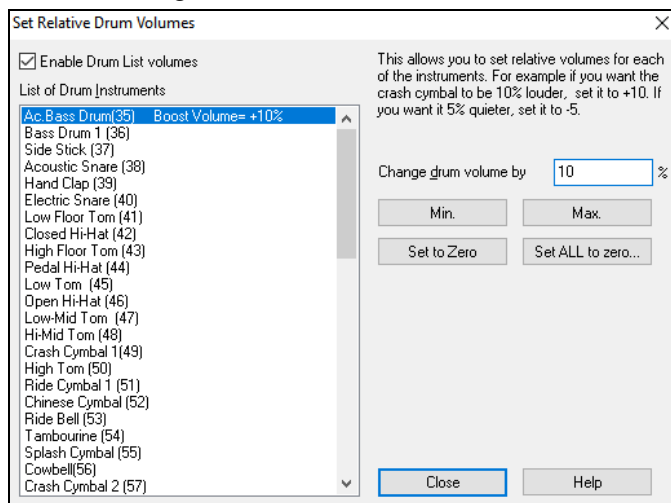 Set Relative Drum Volumes
Enable Drum List volumes
List of Drum Instruments
Ac.Bass Drum(35) Boost Volume= +10%
Bass Drum 1 (36)
Side Stick (37)
Acoustic Snare (38)
Hand Clap (39)
Electric Snare (40)
Low Floor Tom (41)
Closed Hi-Hat (42)
High Floor Tom (43)
Pedal Hi-Hat (44)
Low Tom (45)
Open Hi-Hat (46)
Low-Mid Tom (47)
Hi-Mid Tom (48)
Crash Cymbal 1(49)
High Tom (50)
Ride Cymbal 1 (51)
Chinese Cymbal (52)
Ride Bell (53)
Tambourine (54)
Splash Cymbal (55)
Cowbell(56)
Crash Cymbal 2 (57)
This allows you to set relative volumes for each
of the instruments. For example if you want the
crash cymbal to be 10% louder, set it to +10. If
you want it 5% quieter, set it to -5.
Change drum volume by 10 %
Min. Max.
Set to Zero Set ALL to zero...
Close Help